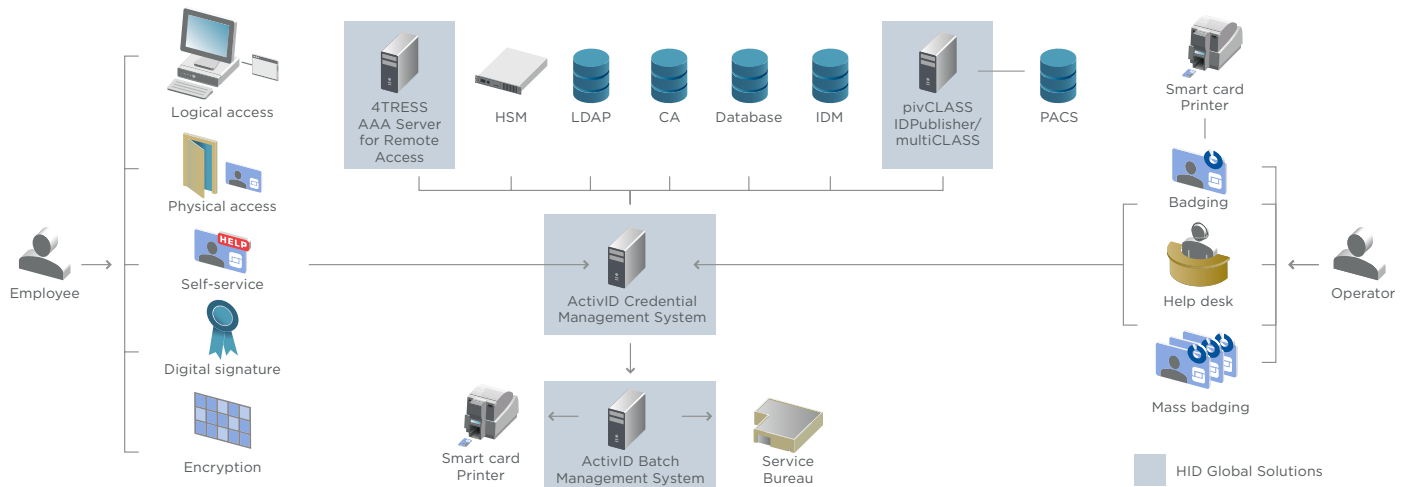 Logical access
Physical access
HELP
Self-service
Digital signature
Encryption
Employee
4TRESS
AAA Server
for Remote
Access
HSM
LDAP
CA
Database
IDM
pivCLASS
IDPublisher/
multiCLASS
PACS
ActivID Credential
Management System
Smart card
Printer
ActivID Batch
Management System
Service
Bureau
Smart card
Printer
Badging
Help desk
Mass badging
Operator
HID Global Solutions